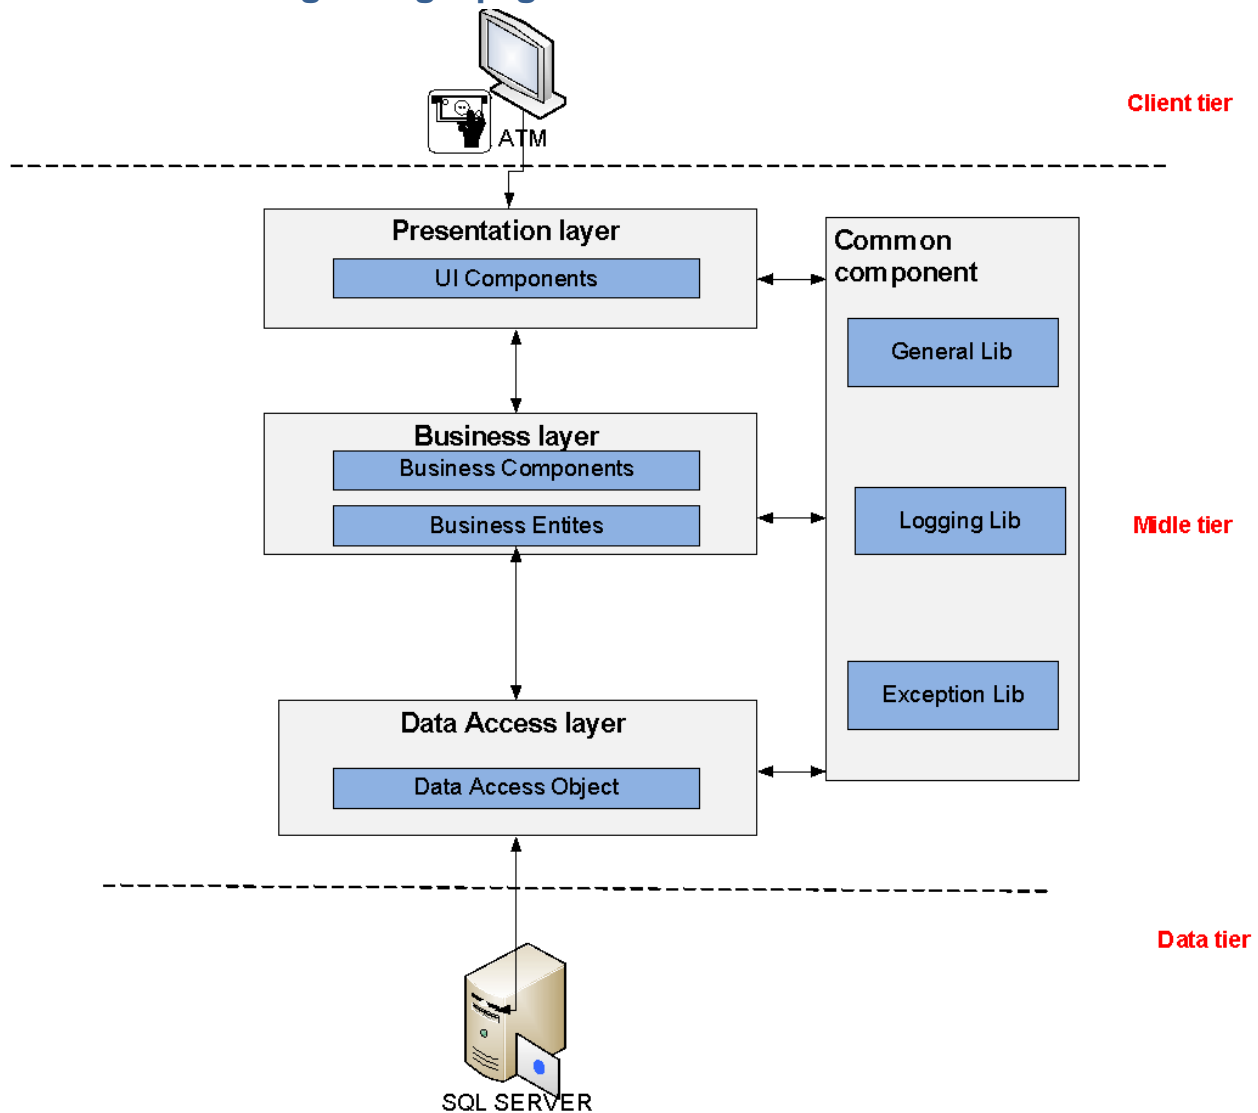 ATM
Client tier
Presentation layer
UI Components
Common
component
General Lib
Business layer
Business Components
Business Entites
Logging Lib
Midle tier
Exception Lib
Data Access layer
Data Access Object
Data tier
SQL SERVER